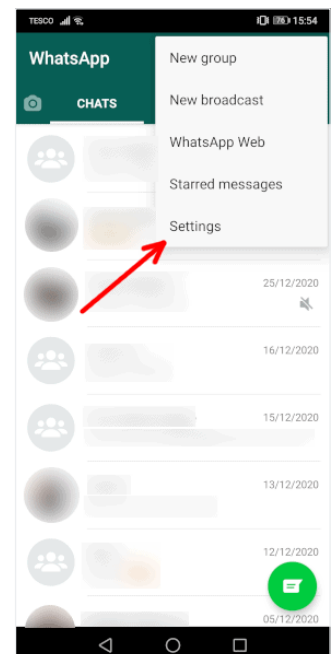 TESCO 76 15:54
WhatsApp
CHATS
New group
New broadcast
WhatsApp Web
Starred messages
Settings
25/12/2020
16/12/2020
15/12/2020
13/12/2020
12/12/2020
05/12/2020